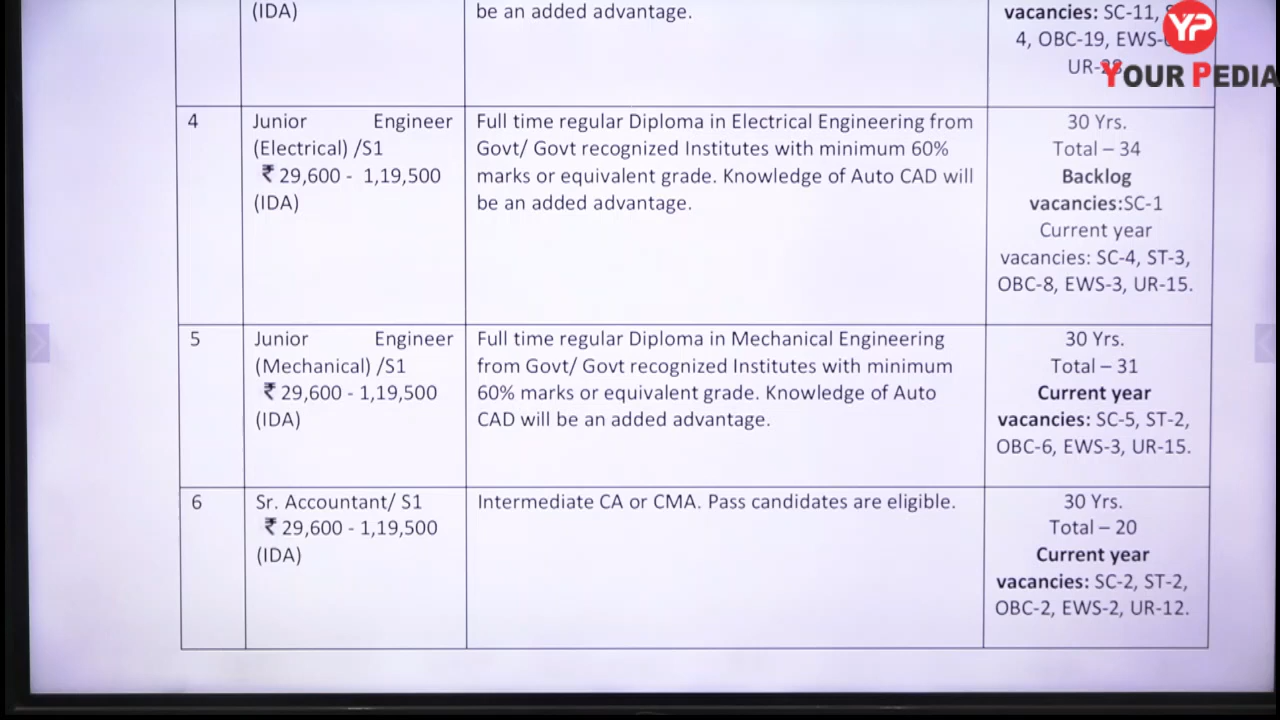 (IDA)
be an added advantage.
vacancies: SC-11,
4, OBC-19, EWS-
UR-
YP
YOUR PEDIA
4
Junior Engineer
(Electrical) /S1
₹ 29,600 - 1,19,500
(IDA)
Full time regular Diploma in Electrical Engineering from
Govt/ Govt recognized Institutes with minimum 60%
marks or equivalent grade. Knowledge of Auto CAD will
be an added advantage.
30 Yrs.
Total – 34
Backlog
vacancies:SC-1
Current year
vacancies: SC-4, ST-3,
OBC-8, EWS-3, UR-15.
5
Junior Engineer
(Mechanical) /S1
₹ 29,600 - 1,19,500
(IDA)
Full time regular Diploma in Mechanical Engineering
from Govt/ Govt recognized Institutes with minimum
60% marks or equivalent grade. Knowledge of Auto
CAD will be an added advantage.
30 Yrs.
Total – 31
Current year
vacancies: SC-5, ST-2,
OBC-6, EWS-3, UR-15.
6
Sr. Accountant/ S1
₹ 29,600 - 1,19,500
(IDA)
Intermediate CA or CMA. Pass candidates are eligible.
30 Yrs.
Total – 20
Current year
vacancies: SC-2, ST-2,
OBC-2, EWS-2, UR-12.